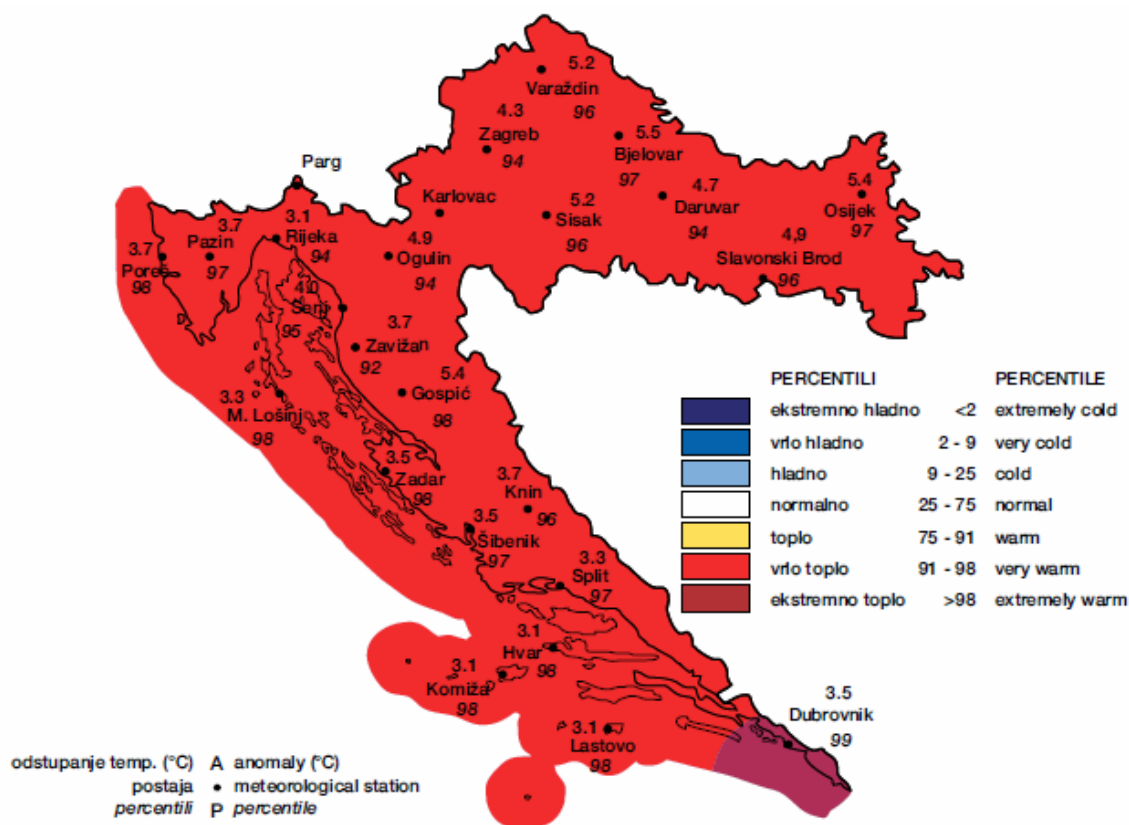 5.2
Varaždin
96
4.3
Zagreb
94
5.5
Bjelovar
97
Parg
Karlovac
5.2
Sisak
96
4.7
Daruvar
94
5.4
Osijek
97
4,9
Slavonski Brod
96
3.7
Poreč
98
3.7
Pazin
97
3.1
Rijeka
94
4.9
Ogulin
94
4.0
Senj
95
3.7
Zavižan
92
5.4
Gospić
98
3.3
M. Lošinj
98
3.5
Zadar
98
3.7
Knin
96
3.5
Šibenik
97
3.3
Split
97
3.1
Hvar
98
3.1
Komiža
98
3.1
Lastovo
98
3.5
Dubrovnik
99
PERCENTILI PERCENTILE
ekstremno hladno <2 extremely cold
vrlo hladno 2 - 9 very cold
hladno 9 - 25 cold
normalno 25 - 75 normal
toplo 75 - 91 warm
vrlo toplo 91 - 98 very warm
ekstremno toplo >98 extremely warm
odstupanje temp. (°C) A anomaly (°C)
postaja • meteorological station
percentili P percentile